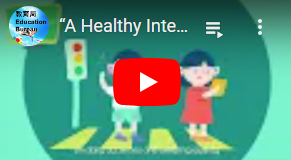 教育局
Education
Bureau
“A Healthy Inte...